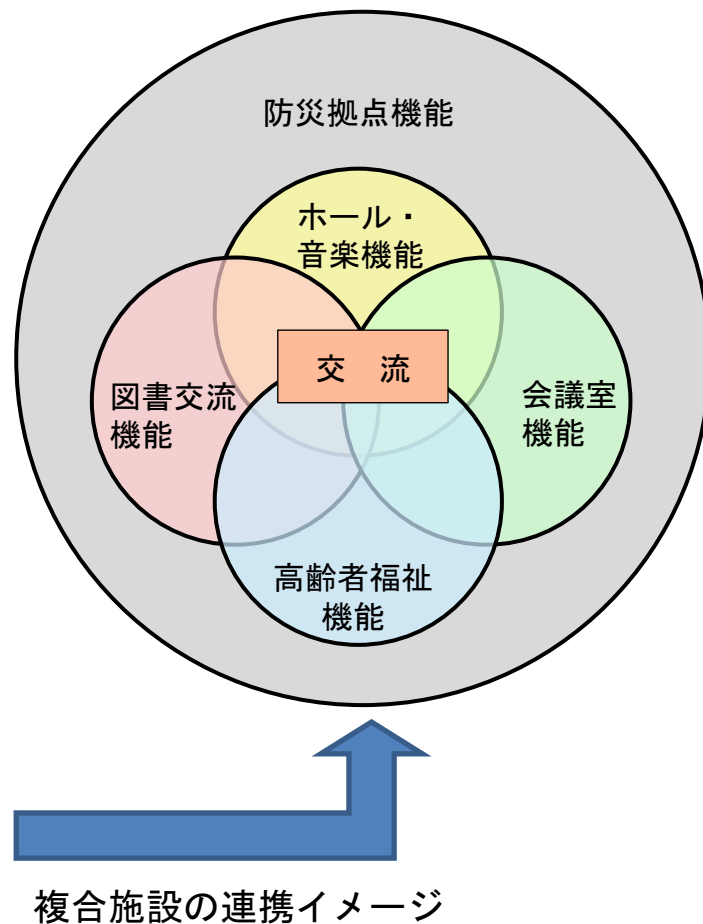 防災拠点機能
ホール・
音楽機能
交　流
図書交流
機能
会議室
機能
高齢者福祉
機能
複合施設の連携イメージ